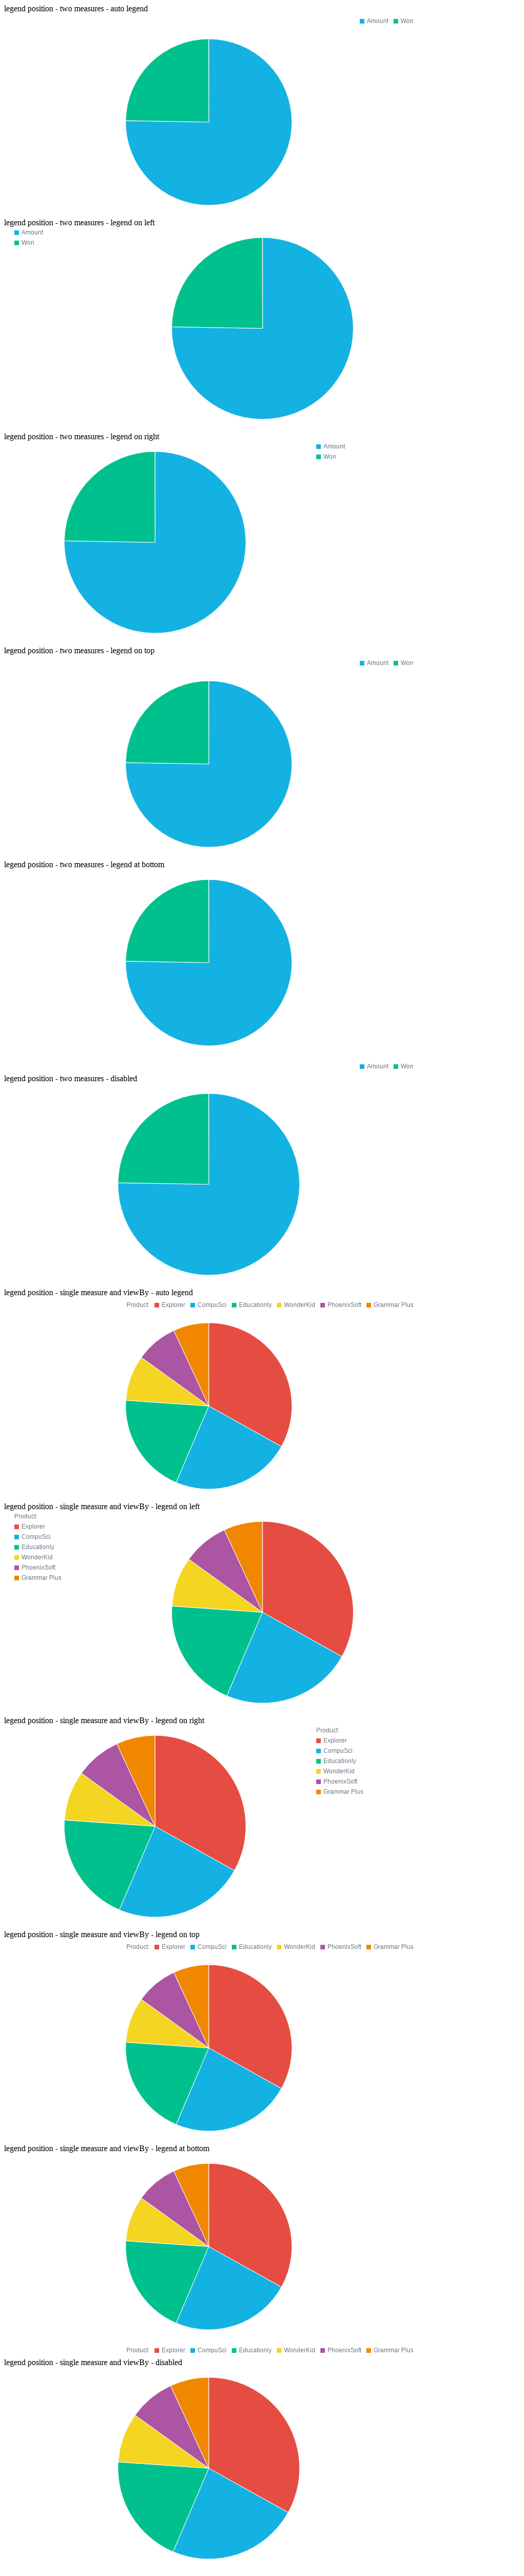 legend position - two measures - auto legend
Amount Won
legend position - two measures - legend on left
Amount
Won
legend position - two measures - legend on right
Amount
Won
legend position - two measures - legend on top
Amount Won
legend position - two measures - legend at bottom
Amount Won
legend position - two measures - disabled
legend position - single measure and viewBy - auto legend
Product: Explorer CompuSci Educationly WonderKid PhoenixSoft Grammar Plus
legend position - single measure and viewBy - legend on left
Product:
Explorer
CompuSci
Educationly
WonderKid
PhoenixSoft
Grammar Plus
legend position - single measure and viewBy - legend on right
Product:
Explorer
CompuSci
Educationly
WonderKid
PhoenixSoft
Grammar Plus
legend position - single measure and viewBy - legend on top
Product: Explorer CompuSci Educationly WonderKid PhoenixSoft Grammar Plus
legend position - single measure and viewBy - legend at bottom
Product: Explorer CompuSci Educationly WonderKid PhoenixSoft Grammar Plus
legend position - single measure and viewBy - disabled